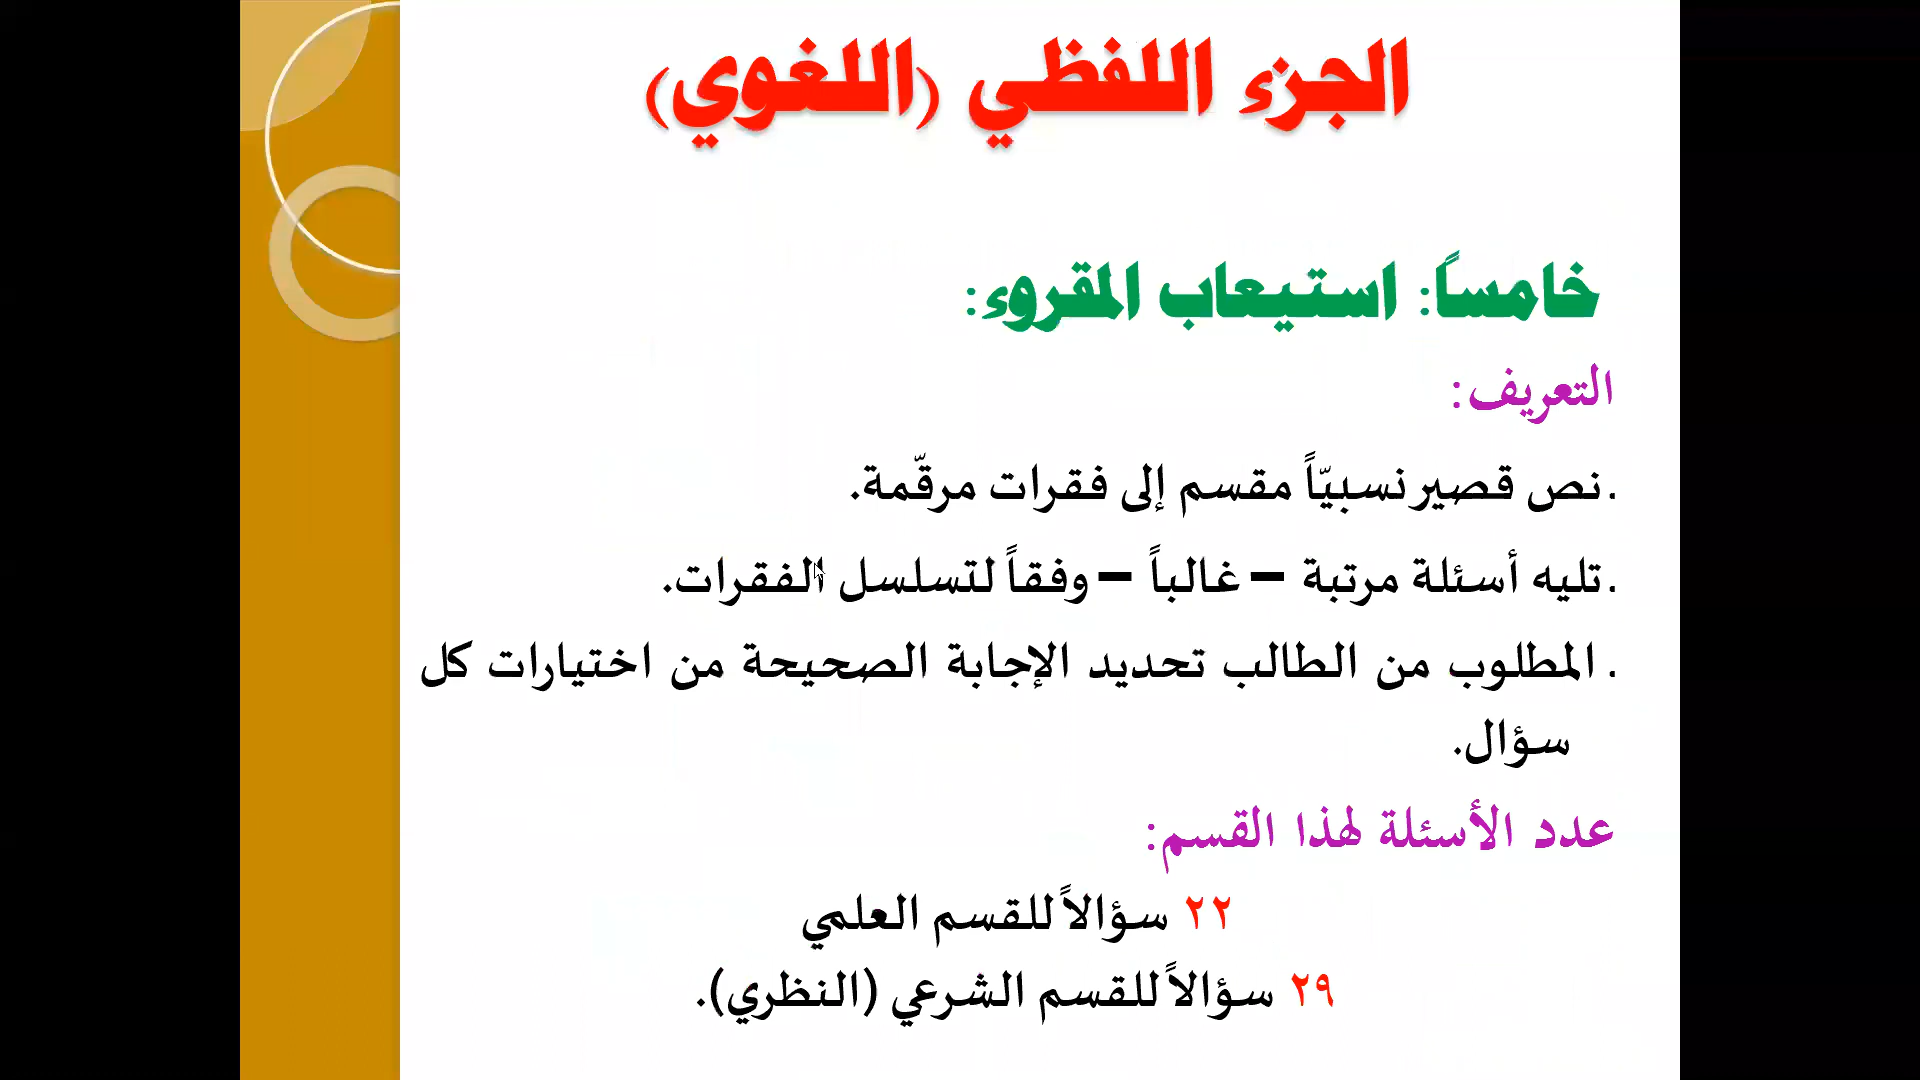 الجزء اللفظي (اللغوي)
خامساً: استيعاب المقروء:
التعريف:
. نص قصير نسبيّاً مقسم إلى فقرات مرقّمة.
. تليه أسئلة مرتبة – غالباً – وفقاً لتسلسل الفقرات.
. المطلوب من الطالب تحديد الإجابة الصحيحة من اختيارات كل
سؤال.
عدد الأسئلة لهذا القسم:
٢٢ سؤالاً للقسم العلمي
٢٩ سؤالاً للقسم الشرعي (النظري).